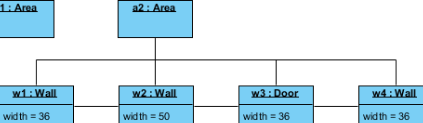 1 : Area
a2 : Area
w1 : Wall
w2 : Wall
w3 : Door
w4 : Wall
width = 36
width = 50
width = 36
width = 36